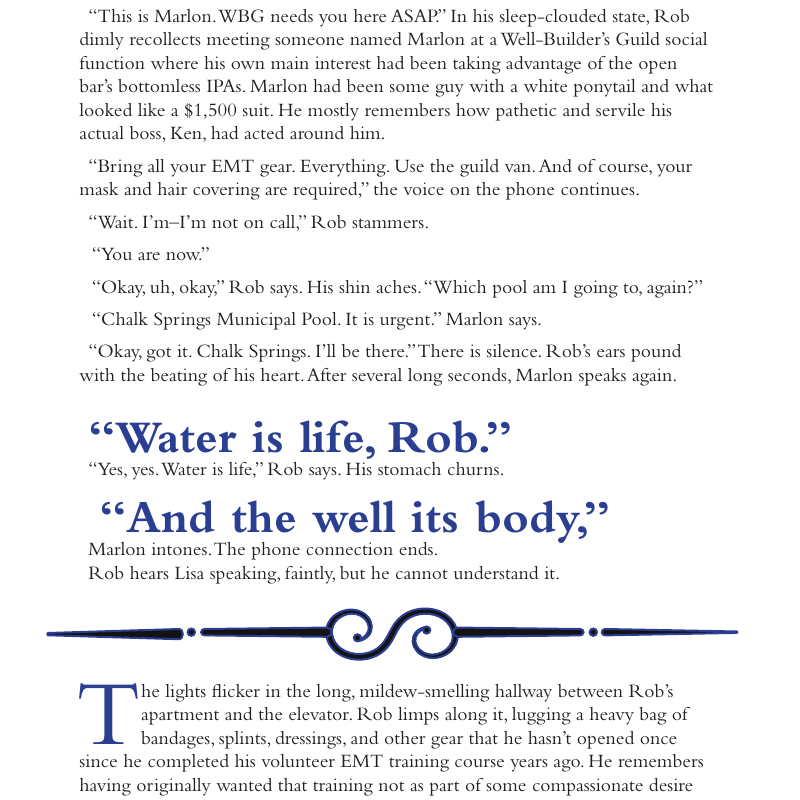 “This is Marlon. WBG needs you here ASAP.” In his sleep-clouded state, Rob
dimly recollects meeting someone named Marlon at a Well-Builder’s Guild social
function where his own main interest had been taking advantage of the open
bar’s bottomless IPAs. Marlon had been some guy with a white ponytail and what
looked like a $1,500 suit. He mostly remembers how pathetic and servile his
actual boss, Ken, had acted around him.
“Bring all your EMT gear. Everything. Use the guild van. And of course, your
mask and hair covering are required,” the voice on the phone continues.
“Wait. I’m–I’m not on call,” Rob stammers.
“You are now.”
“Okay, uh, okay,” Rob says. His shin aches. “Which pool am I going to, again?”
“Chalk Springs Municipal Pool. It is urgent.” Marlon says.
“Okay, got it. Chalk Springs. I’ll be there.” There is silence. Rob’s ears pound
with the beating of his heart. After several long seconds, Marlon speaks again.
“Water is life, Rob.”
“Yes, yes. Water is life,” Rob says. His stomach churns.
“And the well its body,”
Marlon intones. The phone connection ends.
Rob hears Lisa speaking, faintly, but he cannot understand it.
The lights flicker in the long, mildew-smelling hallway between Rob’s
apartment and the elevator. Rob limps along it, lugging a heavy bag of
bandages, splints, dressings, and other gear that he hasn’t opened once
since he completed his volunteer EMT training course years ago. He remembers
having originally wanted that training not as part of some compassionate desire